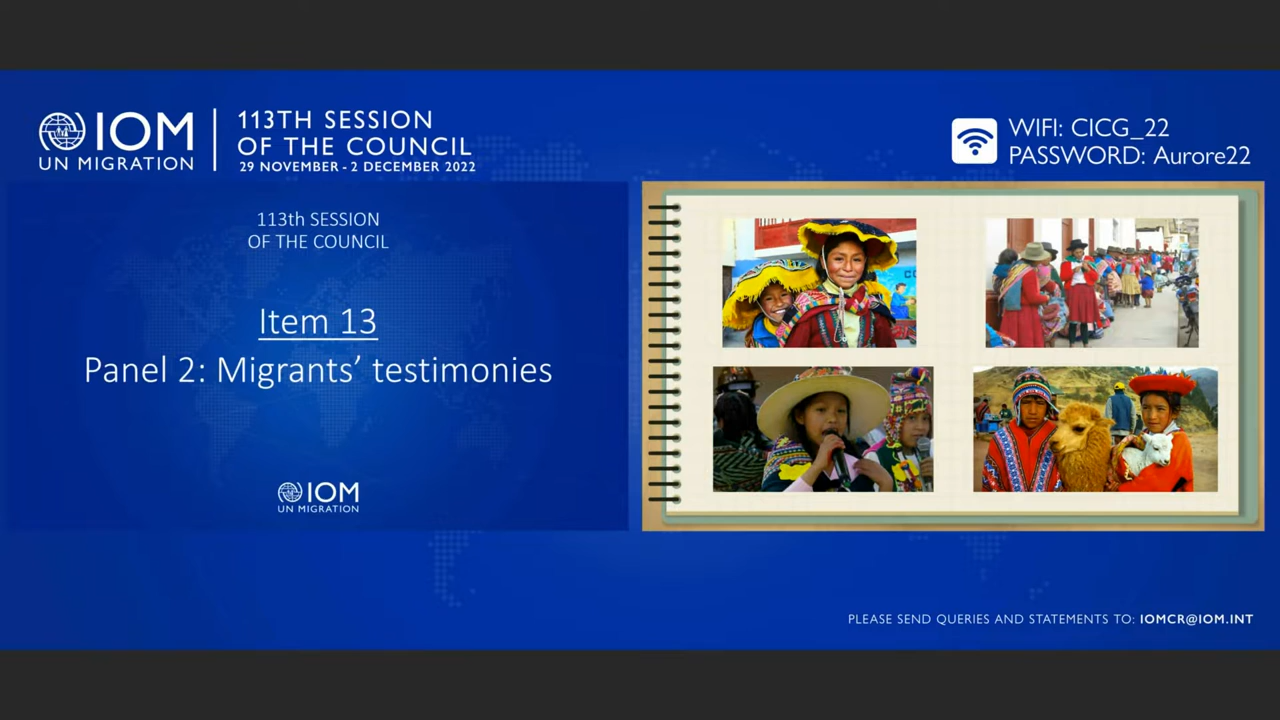 IOM
UN MIGRATION
113TH SESSION
OF THE COUNCIL
29 NOVEMBER - 2 DECEMBER 2022
WIFI: CICG_22
PASSWORD: Aurore22
113th SESSION
OF THE COUNCIL
Item 13
Panel 2: Migrants’ testimonies
IOM
UN MIGRATION
PLEASE SEND QUERIES AND STATEMENTS TO: IOMCR@IOM.INT